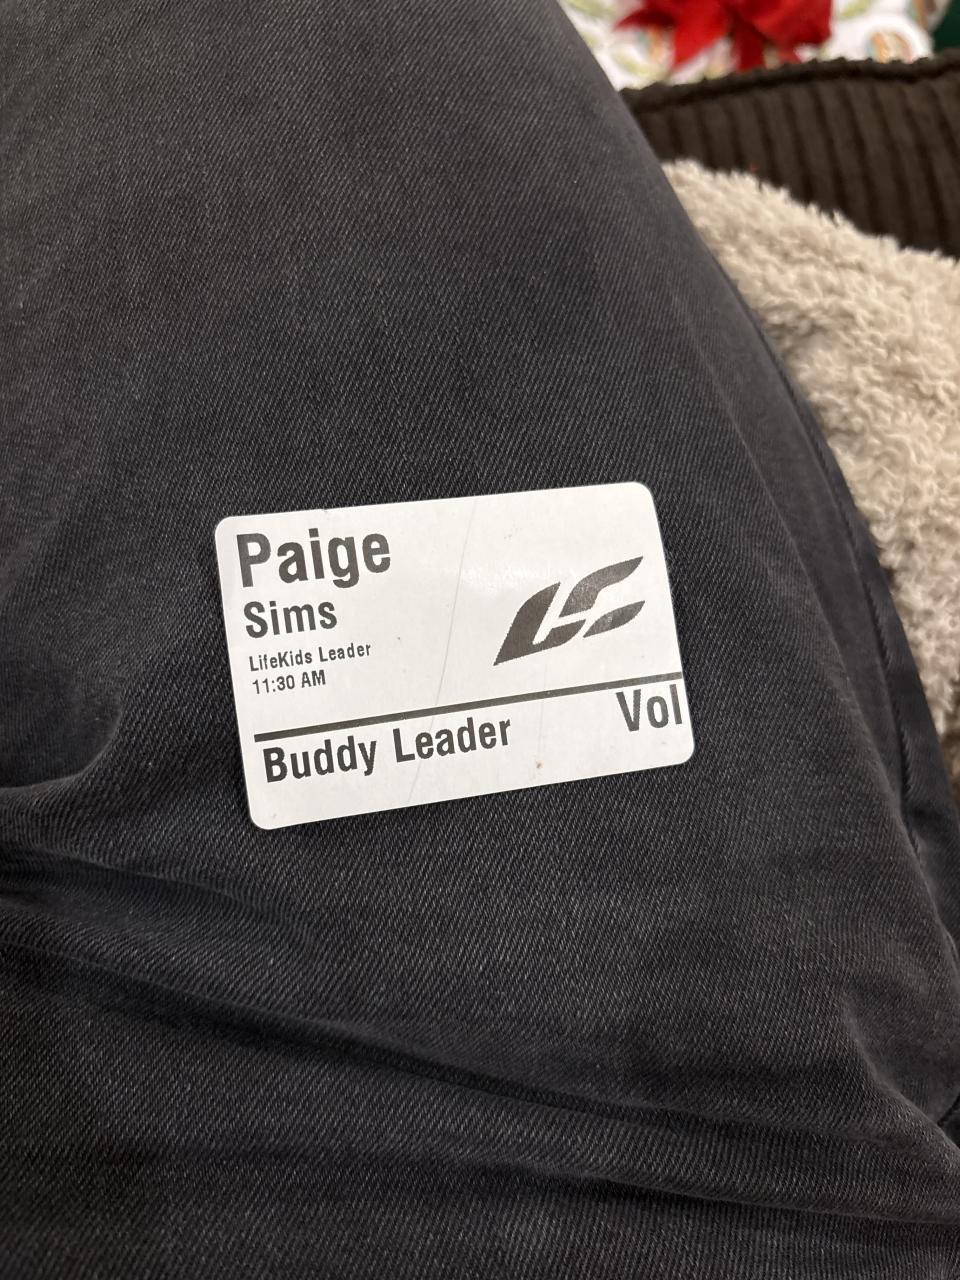 Paige
Sims
LifeKids Leader
11:30 AM
Buddy Leader Vol